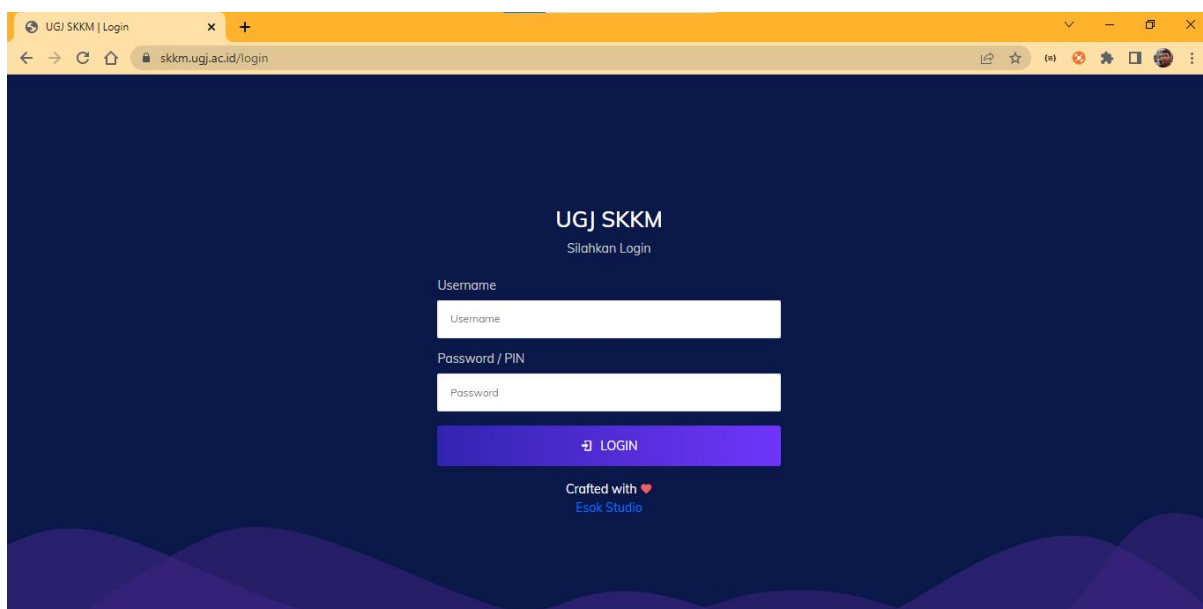 UGJ SKKM | Login
skkm.ugj.ac.id/login
UGJ SKKM
Silahkan Login
Username
Username
Password / PIN
Password
LOGIN
Crafted with ❤
Esok Studio